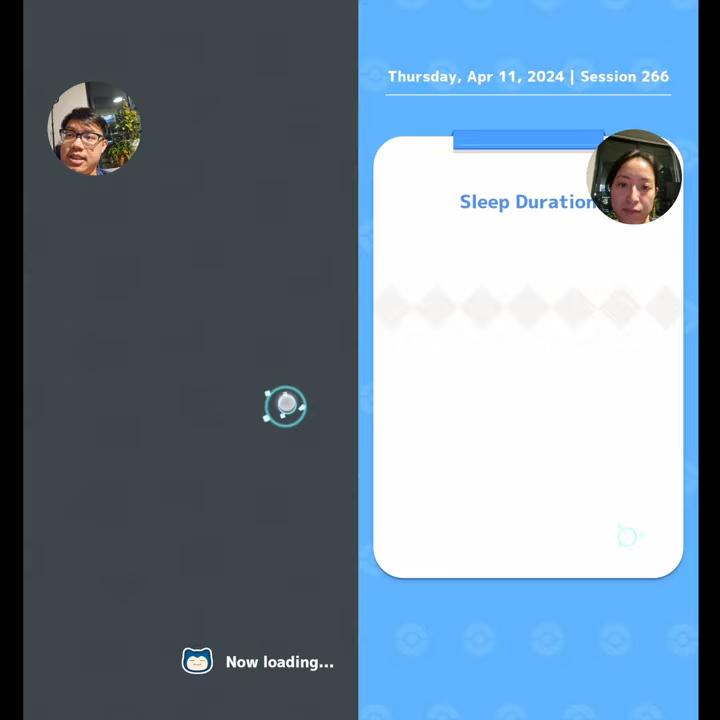 Thursday, Apr 11, 2024 | Session 266
Sleep Duration
Now loading...